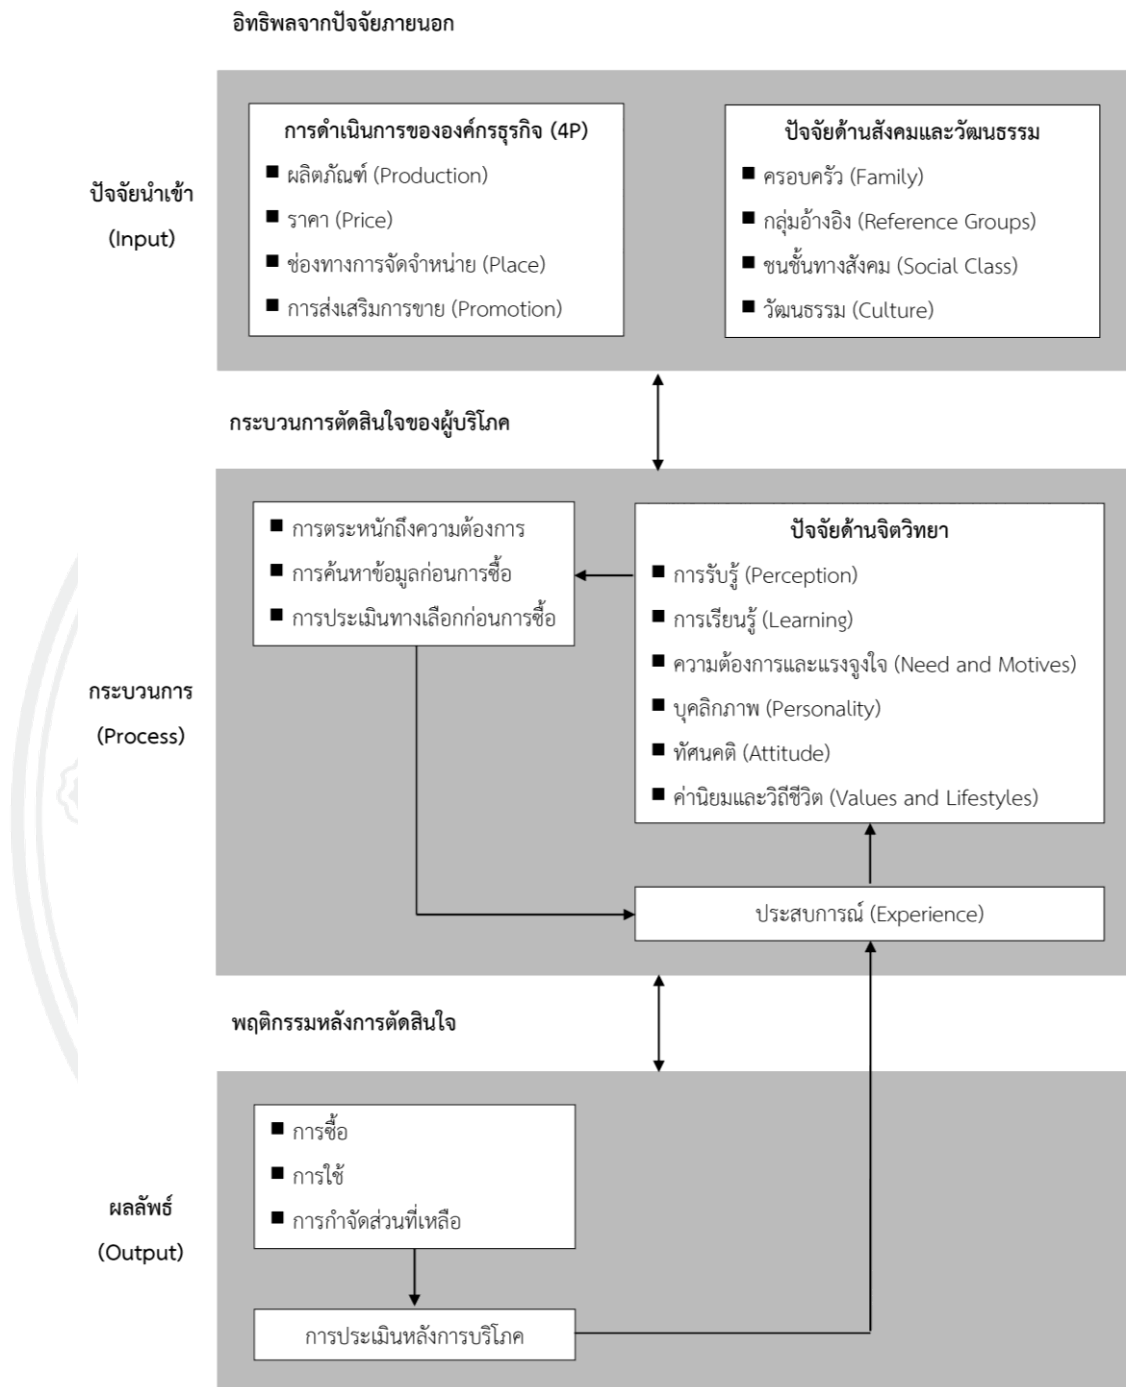 อิทธิพลจากปัจจัยภายนอก
ปัจจัยนำเข้า
(Input)
การดำเนินการขององค์กรธุรกิจ (4P)
■ ผลิตภัณฑ์ (Production)
■ ราคา (Price)
■ ช่องทางการจัดจำหน่าย (Place)
■ การส่งเสริมการขาย (Promotion)
ปัจจัยด้านสังคมและวัฒนธรรม
■ ครอบครัว (Family)
■ กลุ่มอ้างอิง (Reference Groups)
■ ชนชั้นทางสังคม (Social Class)
■ วัฒนธรรม (Culture)
กระบวนการตัดสินใจของผู้บริโภค
กระบวนการ
(Process)
■ การตระหนักถึงความต้องการ
■ การค้นหาข้อมูลก่อนการซื้อ
■ การประเมินทางเลือกก่อนการซื้อ
ปัจจัยด้านจิตวิทยา
■ การรับรู้ (Perception)
■ การเรียนรู้ (Learning)
■ ความต้องการและแรงจูงใจ (Need and Motives)
■ บุคลิกภาพ (Personality)
■ ทัศนคติ (Attitude)
■ ค่านิยมและวิถีชีวิต (Values and Lifestyles)
ประสบการณ์ (Experience)
พฤติกรรมหลังการตัดสินใจ
ผลลัพธ์
(Output)
■ การซื้อ
■ การใช้
■ การกำจัดส่วนที่เหลือ
การประเมินหลังการบริโภค